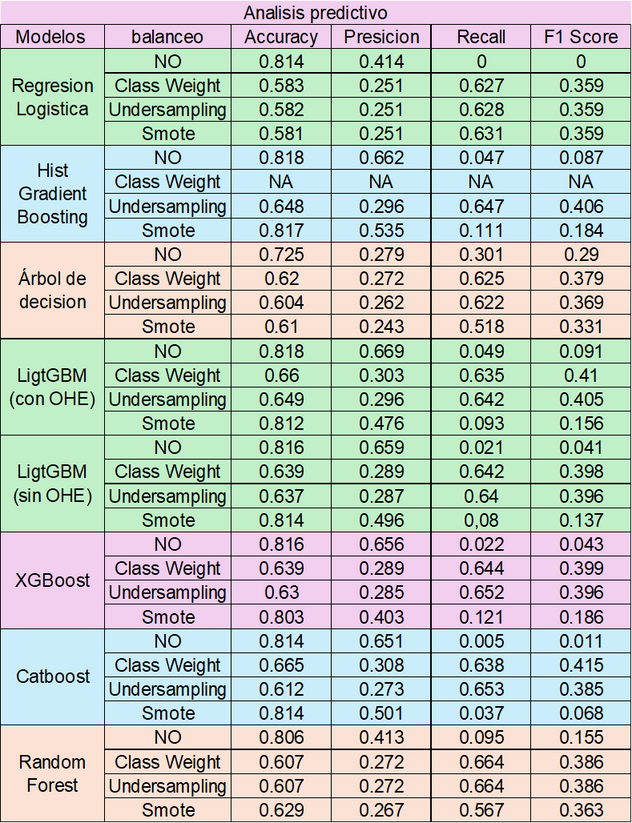 Analisis predictivo
Modelos balanceo Accuracy Presicion Recall F1 Score
Regresion Logistica NO 0.814 0.414 0 0
Class Weight 0.583 0.251 0.627 0.359
Undersampling 0.582 0.251 0.628 0.359
Smote 0.581 0.251 0.631 0.359
Hist Gradient Boosting NO 0.818 0.662 0.047 0.087
Class Weight NA NA NA NA
Undersampling 0.648 0.296 0.647 0.406
Smote 0.817 0.535 0.111 0.184
Árbol de decision NO 0.725 0.279 0.301 0.29
Class Weight 0.62 0.272 0.625 0.379
Undersampling 0.604 0.262 0.622 0.369
Smote 0.61 0.243 0.518 0.331
LigtGBM (con OHE) NO 0.818 0.669 0.049 0.091
Class Weight 0.66 0.303 0.635 0.41
Undersampling 0.649 0.296 0.642 0.405
Smote 0.812 0.476 0.093 0.156
LigtGBM (sin OHE) NO 0.816 0.659 0.021 0.041
Class Weight 0.639 0.289 0.642 0.398
Undersampling 0.637 0.287 0.64 0.396
Smote 0.814 0.496 0,08 0.137
XGBoost NO 0.816 0.656 0.022 0.043
Class Weight 0.639 0.289 0.644 0.399
Undersampling 0.63 0.285 0.652 0.396
Smote 0.803 0.403 0.121 0.186
Catboost NO 0.814 0.651 0.005 0.011
Class Weight 0.665 0.308 0.638 0.415
Undersampling 0.612 0.273 0.653 0.385
Smote 0.814 0.501 0.037 0.068
Random Forest NO 0.806 0.413 0.095 0.155
Class Weight 0.607 0.272 0.664 0.386
Undersampling 0.607 0.272 0.664 0.386
Smote 0.629 0.267 0.567 0.363